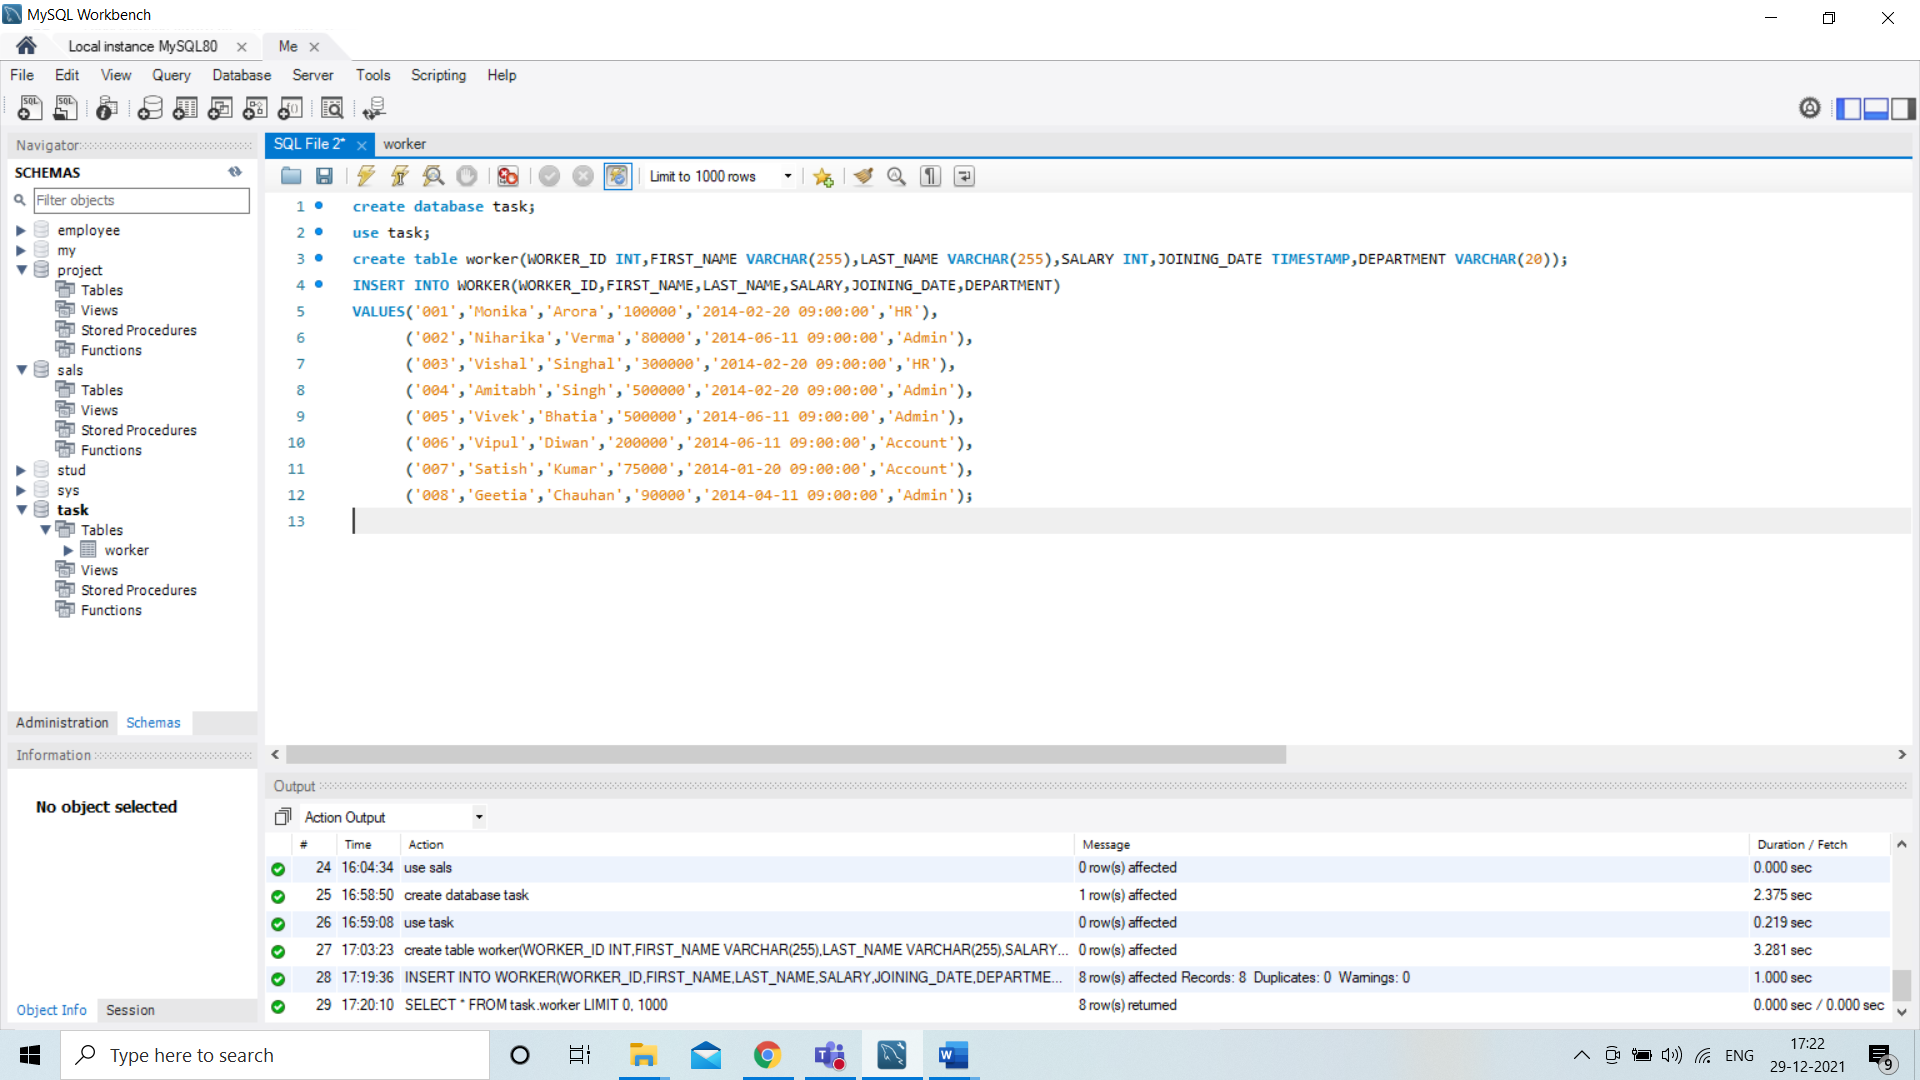 MySQL Workbench
Local instance MySQL80
Me
File Edit View Query Database Server Tools Scripting Help
Navigator
SCHEMAS
Filter objects
employee
my
project
Tables
Views
Stored Procedures
Functions
sals
Tables
Views
Stored Procedures
Functions
stud
sys
task
Tables
worker
Views
Stored Procedures
Functions
Administration Schemas
Information
No object selected
Object Info Session
SQL File 2* worker
Limit to 1000 rows
1 create database task;
2 use task;
3 create table worker(WORKER_ID INT,FIRST_NAME VARCHAR(255),LAST_NAME VARCHAR(255),SALARY INT,JOINING_DATE TIMESTAMP,DEPARTMENT VARCHAR(20));
4 INSERT INTO WORKER(WORKER_ID,FIRST_NAME,LAST_NAME,SALARY,JOINING_DATE,DEPARTMENT)
5 VALUES('001','Monika','Arora','100000','2014-02-20 09:00:00','HR'),
6 ('002','Niharika','Verma','80000','2014-06-11 09:00:00','Admin'),
7 ('003','Vishal','Singhal','300000','2014-02-20 09:00:00','HR'),
8 ('004','Amitabh','Singh','500000','2014-02-20 09:00:00','Admin'),
9 ('005','Vivek','Bhatia','500000','2014-06-11 09:00:00','Admin'),
10 ('006','Vipul','Diwan','200000','2014-06-11 09:00:00','Account'),
11 ('007','Satish','Kumar','75000','2014-01-20 09:00:00','Account'),
12 ('008','Geetia','Chauhan','90000','2014-04-11 09:00:00','Admin');
13
Output
Action Output
# Time Action Message Duration / Fetch
24 16:04:34 use sals 0 row(s) affected 0.000 sec
25 16:58:50 create database task 1 row(s) affected 2.375 sec
26 16:59:08 use task 0 row(s) affected 0.219 sec
27 17:03:23 create table worker(WORKER_ID INT,FIRST_NAME VARCHAR(255),LAST_NAME VARCHAR(255),SALARY... 0 row(s) affected 3.281 sec
28 17:19:36 INSERT INTO WORKER(WORKER_ID,FIRST_NAME,LAST_NAME,SALARY,JOINING_DATE,DEPARTME... 8 row(s) affected Records: 8 Duplicates: 0 Warnings: 0 1.000 sec
29 17:20:10 SELECT * FROM task.worker LIMIT 0, 1000 8 row(s) returned 0.000 sec / 0.000 sec
Type here to search
ENG
17:22
29-12-2021
9